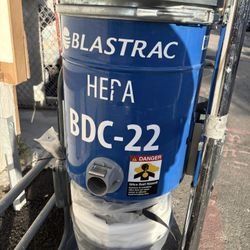 BLASTRAC
HEPA
BDC-22
DANGER